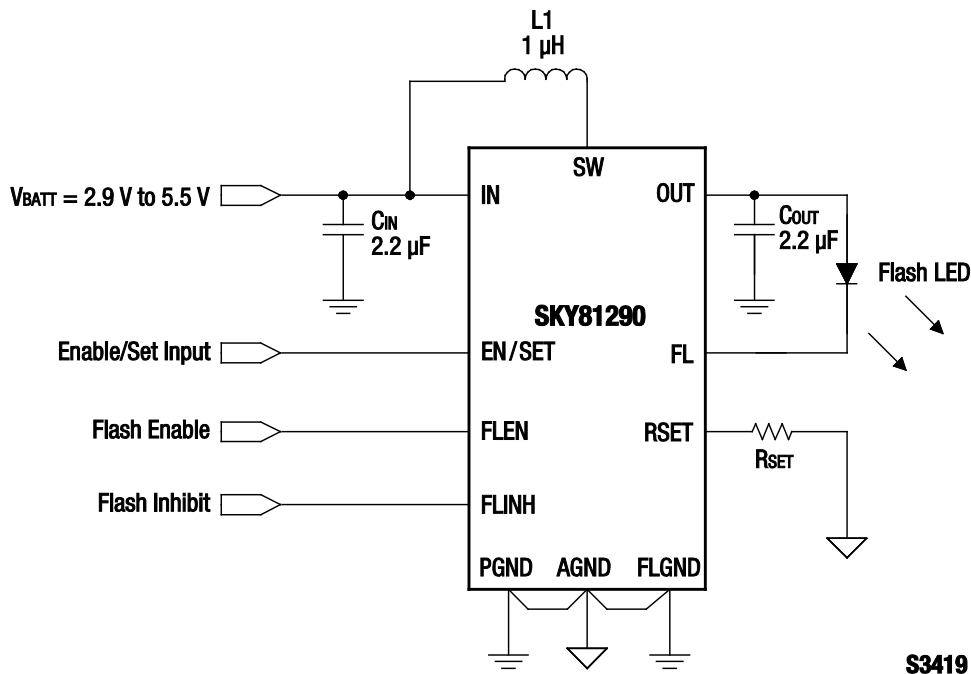 L1
1 µH
SW
VBATT = 2.9 V to 5.5 V
IN
OUT
CIN
2.2 µF
COUT
2.2 µF
Flash LED
SKY81290
Enable/Set Input
EN/SET
FL
Flash Enable
FLEN
RSET
RSET
Flash Inhibit
FLINH
PGND
AGND
FLGND
S3419